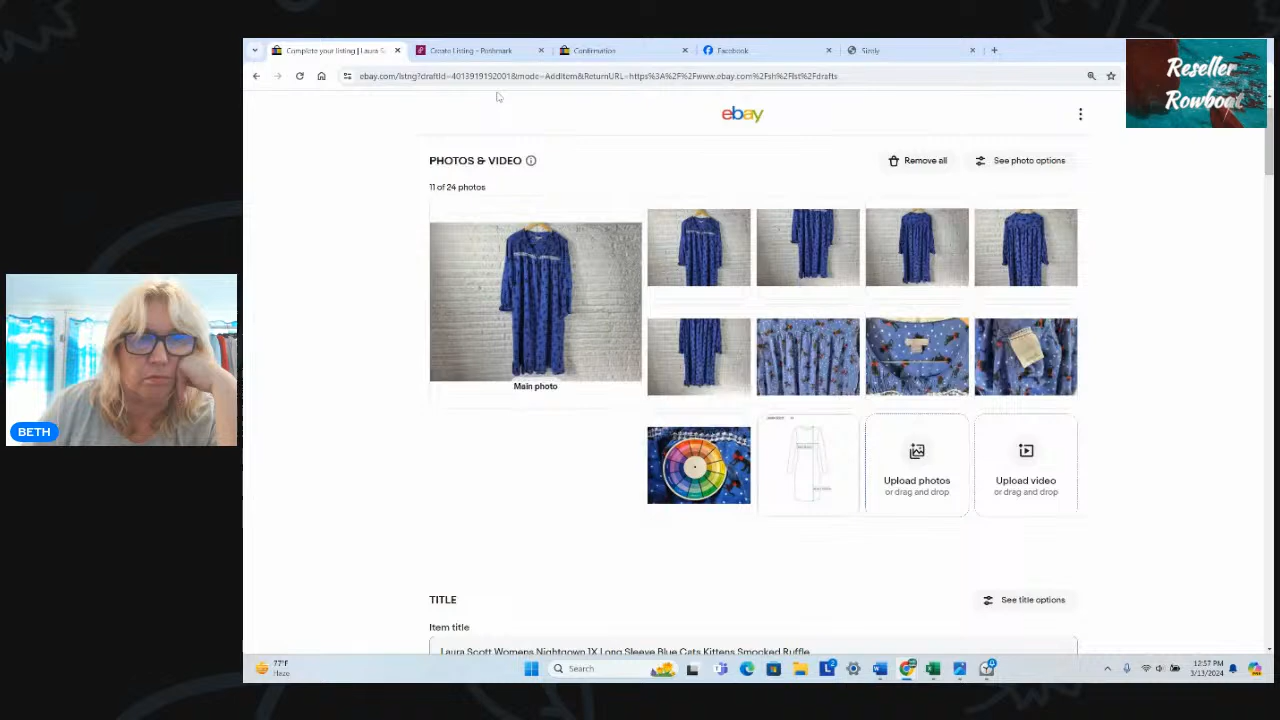 Complete your listing | Laura S
Create Listing - Poshmark
Confirmation
Facebook
Simily
ebay.com/lstng?draftId=4013919192001&mode=AddItem&ReturnURL=https%3A%2F%2Fwww.ebay.com%2Fsh%2Flst%2Fdrafts
Reseller
Rowboat
ebay
PHOTOS & VIDEO
Remove all
See photo options
11 of 24 photos
Main photo
Upload photos
or drag and drop
Upload video
or drag and drop
BETH
TITLE
See title options
Item title
Laura Scott Womens Nightgown 1X Long Sleeve Blue Cats Kittens Smocked Ruffle
77°F
Haze
Search
12:57 PM
3/13/2024